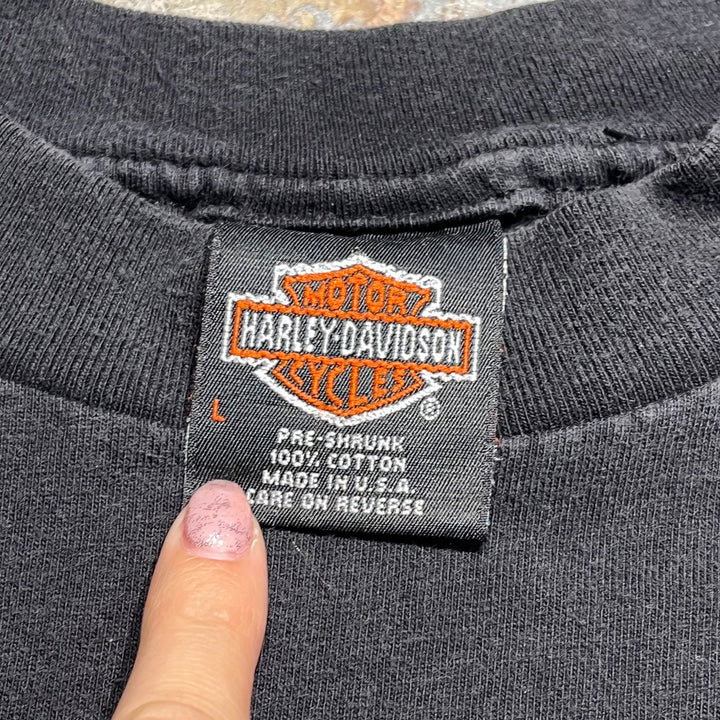 MOTOR
HARLEY-DAVIDSON
CYCLES
®
L
PRE-SHRUNK
100% COTTON
MADE IN U.S.A
CARE ON REVERSE